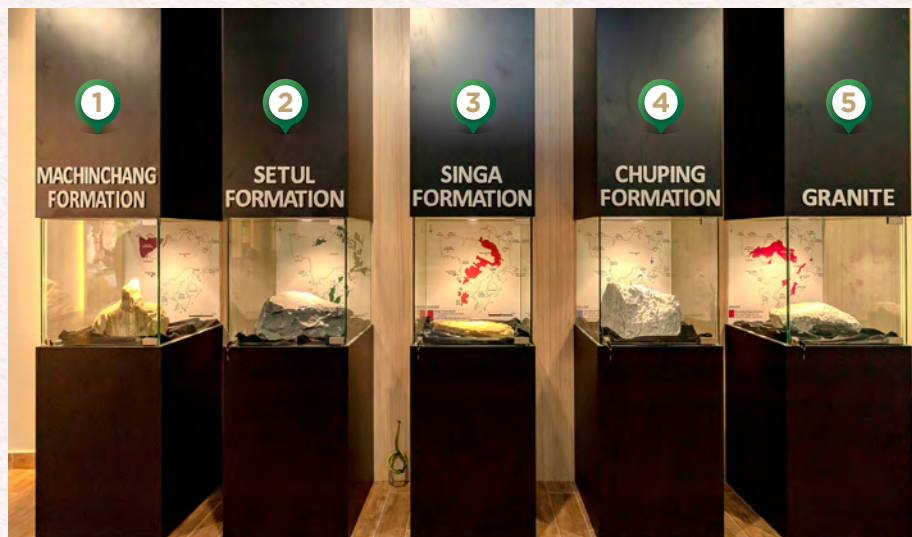 1
MACHINCHANG
FORMATION
2
SETUL
FORMATION
3
SINGA
FORMATION
4
CHUPING
FORMATION
5
GRANITE